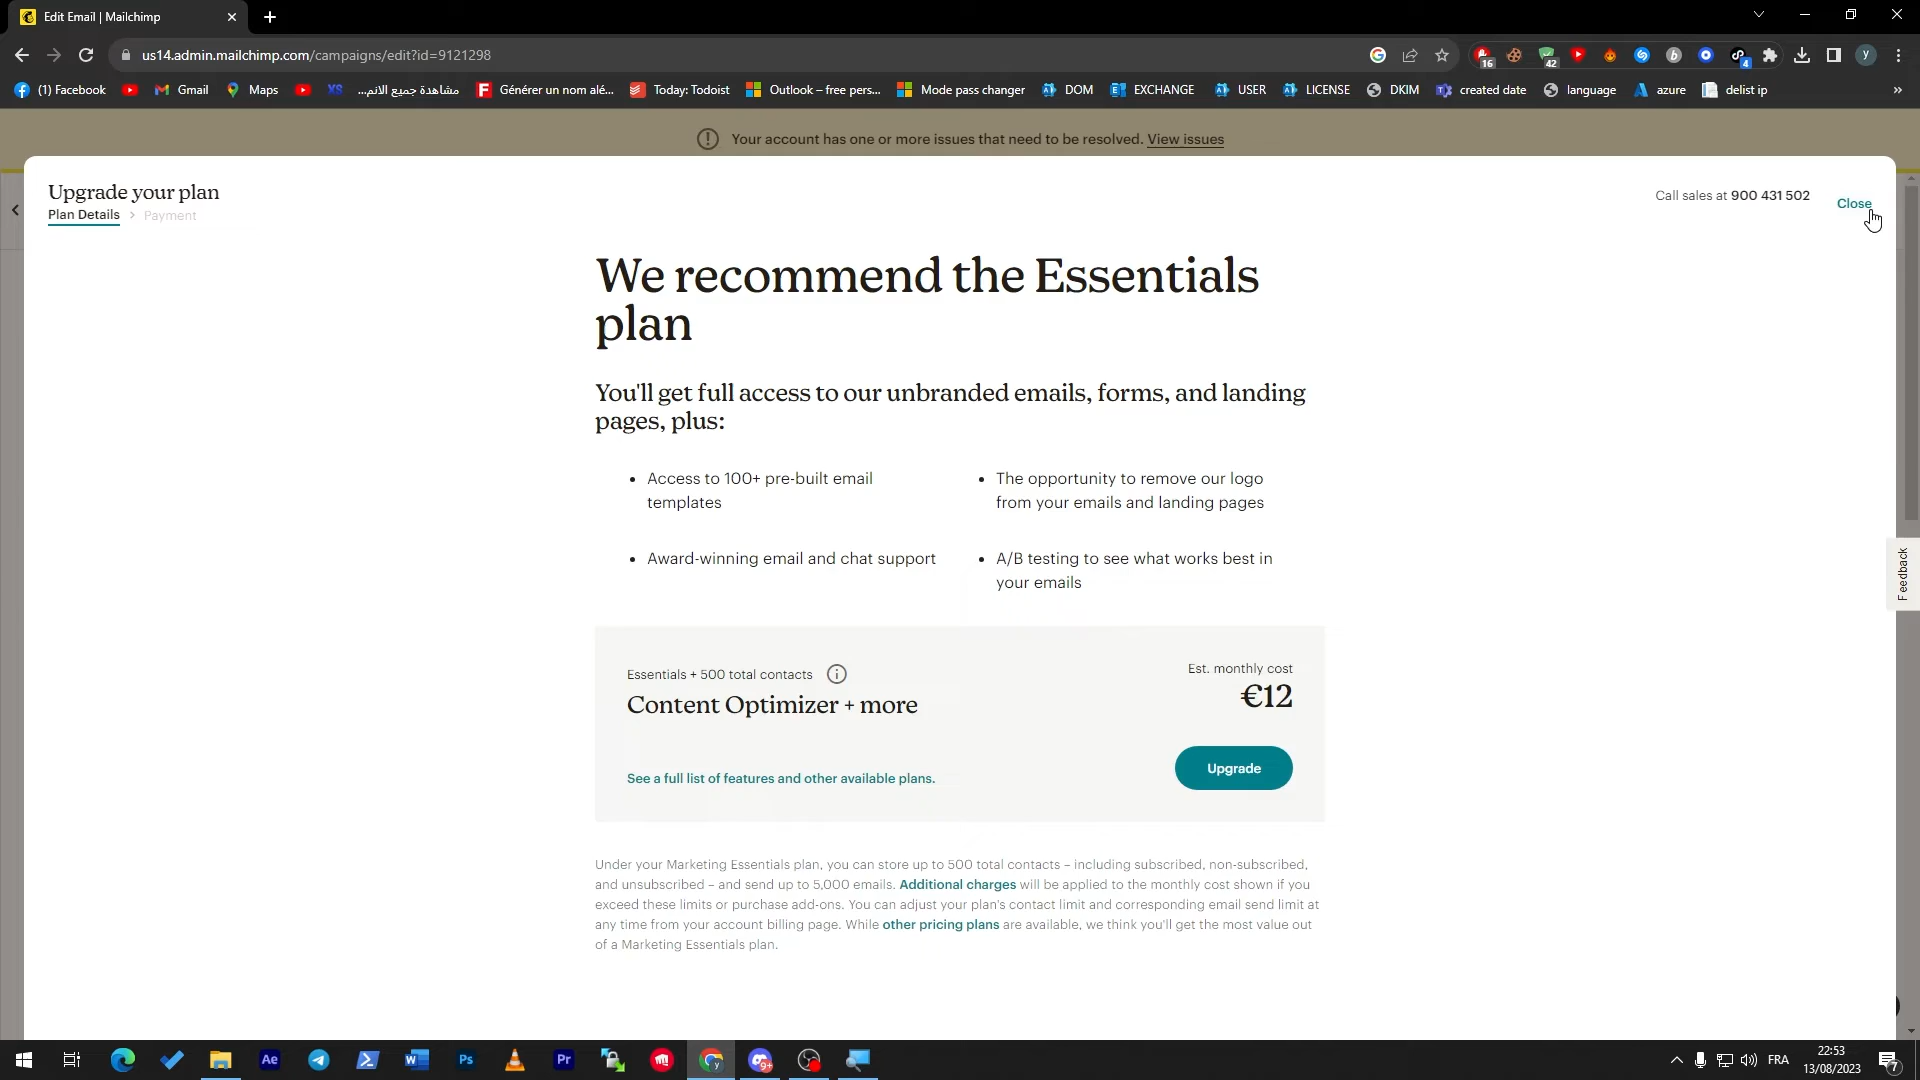 Edit Email | Mailchimp
us14.admin.mailchimp.com/campaigns/edit?id=9121298
16
42
4
y
(1) Facebook
Gmail
Maps
مشاهدة جميع الانم...
Générer un nom alé...
Today: Todoist
Outlook – free pers...
Mode pass changer
DOM
EXCHANGE
USER
LICENSE
DKIM
created date
language
azure
delist ip
Your account has one or more issues that need to be resolved. View issues
Upgrade your plan
Plan Details > Payment
Call sales at 900 431 502
Close
We recommend the Essentials
plan
You'll get full access to our unbranded emails, forms, and landing
pages, plus:
• Access to 100+ pre-built email
templates
• The opportunity to remove our logo
from your emails and landing pages
• Award-winning email and chat support
• A/B testing to see what works best in
your emails
Feedback
Essentials + 500 total contacts
Content Optimizer + more
Est. monthly cost
€12
See a full list of features and other available plans.
Upgrade
Under your Marketing Essentials plan, you can store up to 500 total contacts – including subscribed, non-subscribed,
and unsubscribed – and send up to 5,000 emails. Additional charges will be applied to the monthly cost shown if you
exceed these limits or purchase add-ons. You can adjust your plan's contact limit and corresponding email send limit at
any time from your account billing page. While other pricing plans are available, we think you'll get the most value out
of a Marketing Essentials plan.
Ae
Ps
Pr
9+
FRA
22:53
13/08/2023
7